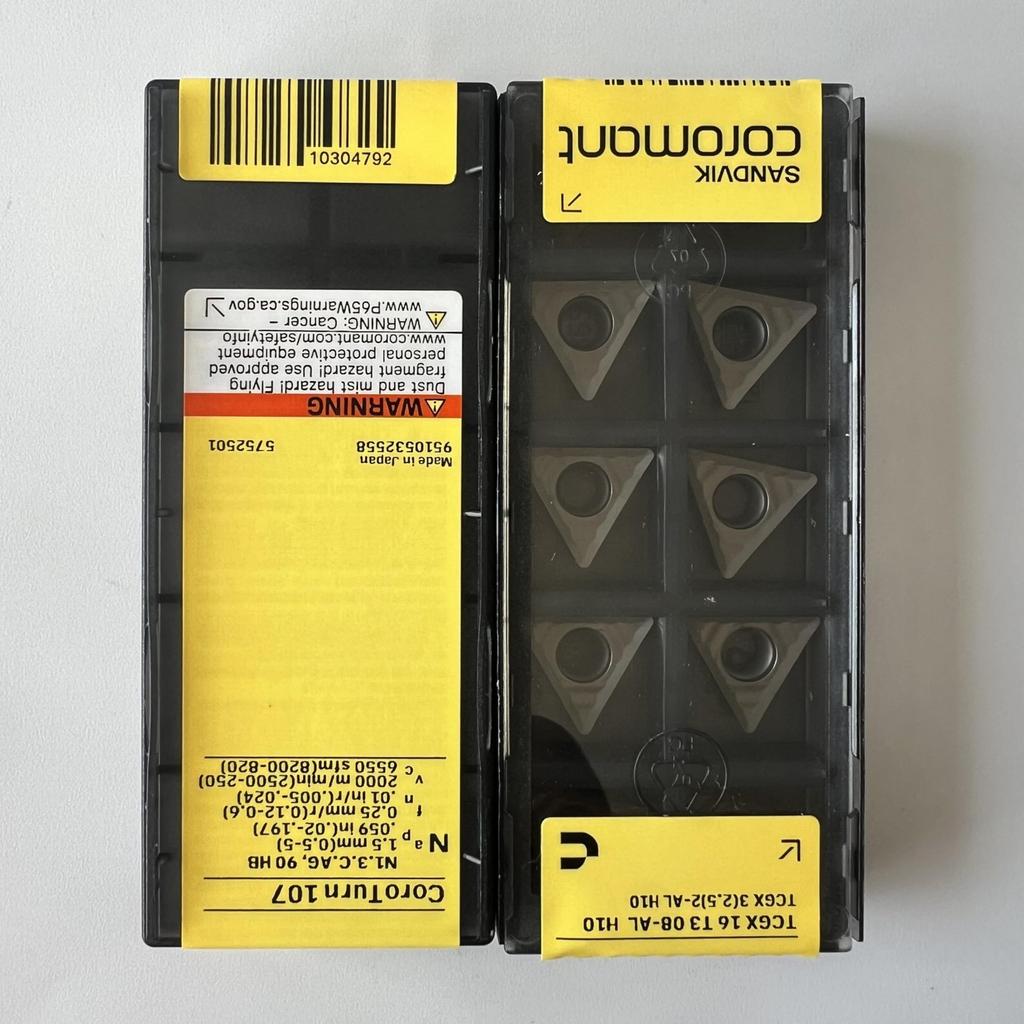 10304792
CoroTurn 107
N1.3.C.AG, 90 HB
N
ap 1.5 mm(0.5-5)
.059 in(.02-.197)
fn 0.25 mm/r(0.12-0.6)
.01 in/r(.005-.024)
vc 2000 m/min(2500-250)
6550 sfm(8200-820)
Made in Japan
9510532558 5752501
WARNING
Dust and mist hazard! Flying
fragment hazard! Use approved
personal protective equipment
www.coromant.com/safetyinfo
WARNING: Cancer –
www.P65Warnings.ca.gov
TCGX 16 T3 08-AL H10
TCGX 3(2.5)2-AL H10
SANDVIK
coromant